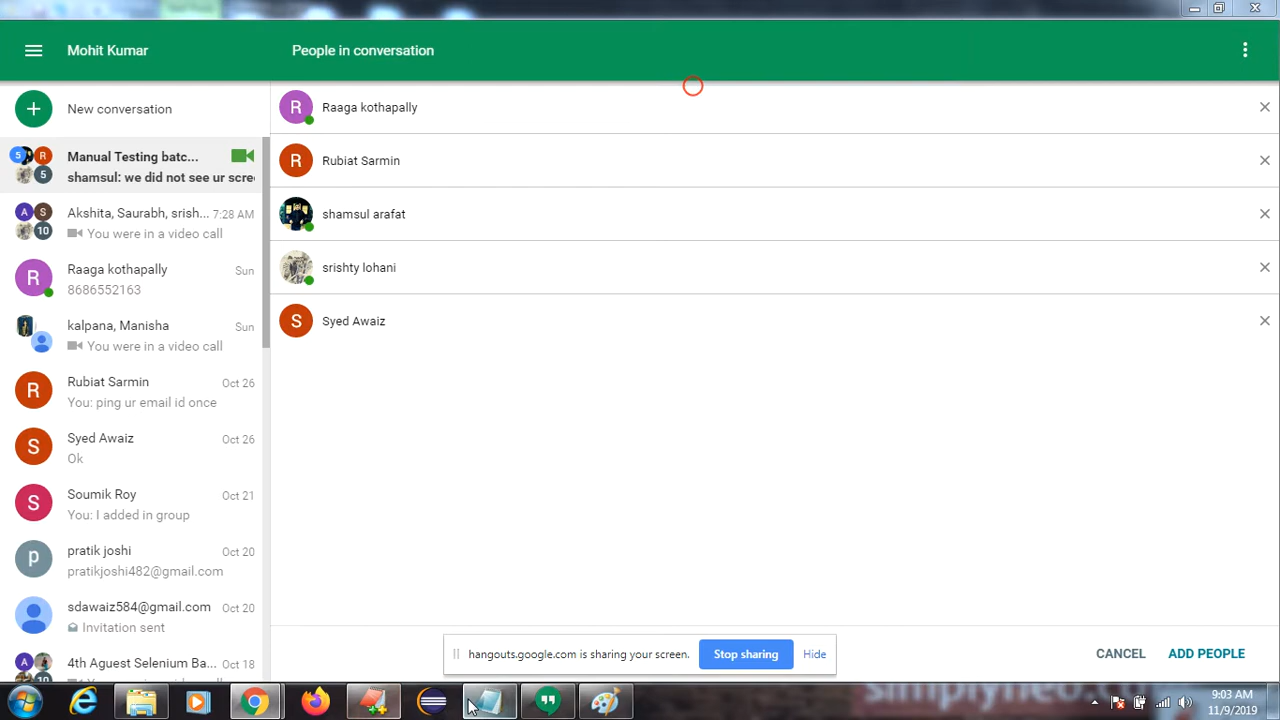 Mohit Kumar
People in conversation
New conversation
Manual Testing batc...
shamsul: we did not see ur scre
Akshita, Saurabh, srish... 7:28 AM
You were in a video call
Raaga kothapally Sun
8686552163
kalpana, Manisha Sun
You were in a video call
Rubiat Sarmin Oct 26
You: ping ur email id once
Syed Awaiz Oct 26
Ok
Soumik Roy Oct 21
You: I added in group
pratik joshi Oct 20
pratikjoshi482@gmail.com
sdawaiz584@gmail.com Oct 20
Invitation sent
4th Aguest Selenium Ba... Oct 18
R Raaga kothapally
R Rubiat Sarmin
shamsul arafat
srishty lohani
S Syed Awaiz
hangouts.google.com is sharing your screen. Stop sharing Hide
CANCEL ADD PEOPLE
9:03 AM
11/9/2019